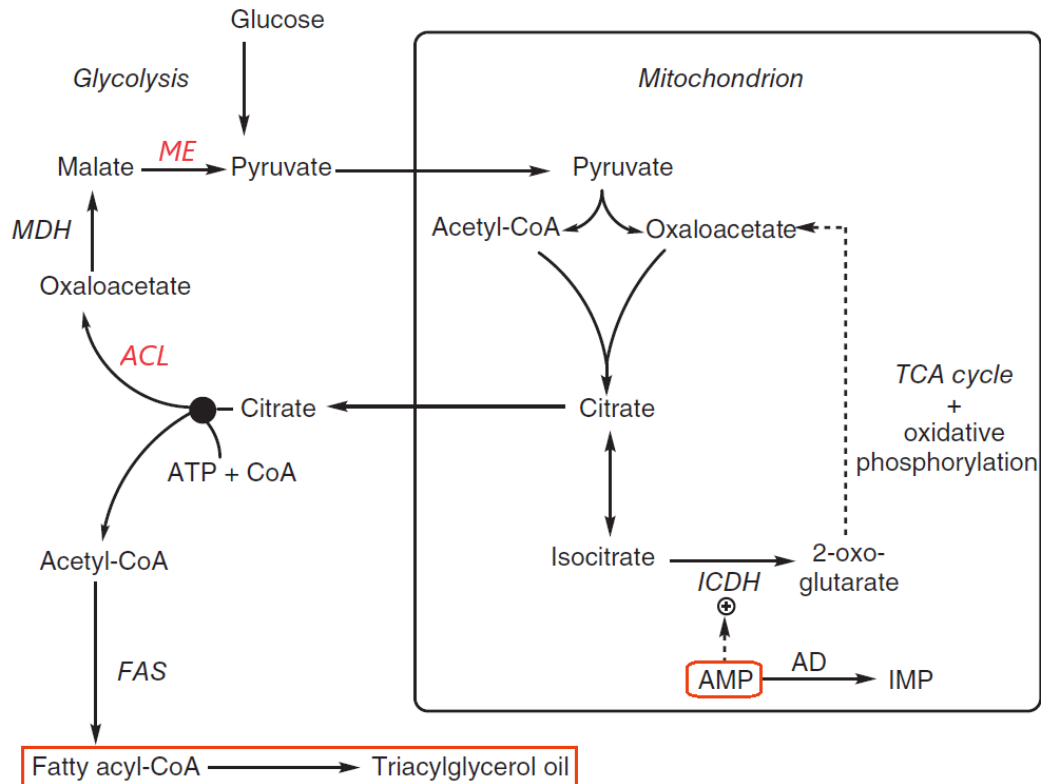 Glucose
Glycolysis
Mitochondrion
Malate
ME
Pyruvate
Pyruvate
MDH
Acetyl-CoA
Oxaloacetate
Oxaloacetate
ACL
TCA cycle
+
oxidative
phosphorylation
Citrate
Citrate
ATP + CoA
Acetyl-CoA
Isocitrate
ICDH
2-oxo-
glutarate
+
FAS
AMP
AD
IMP
Fatty acyl-CoA
Triacylglycerol oil